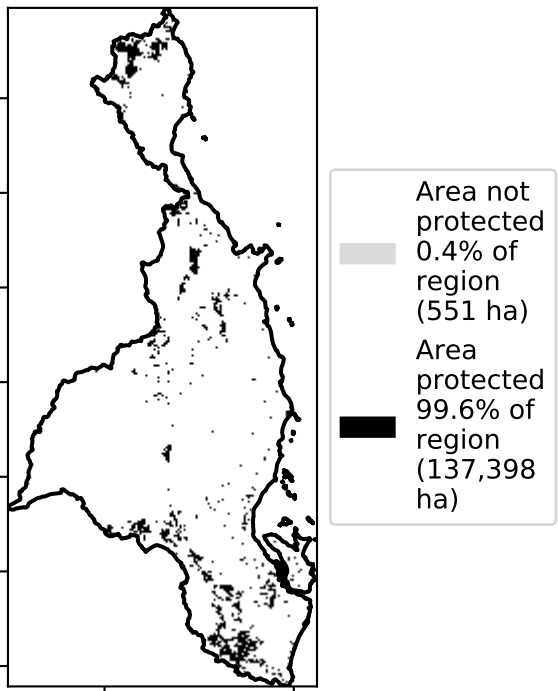 Area not
protected
0.4% of
region
(551 ha)
Area
protected
99.6% of
region
(137,398
ha)